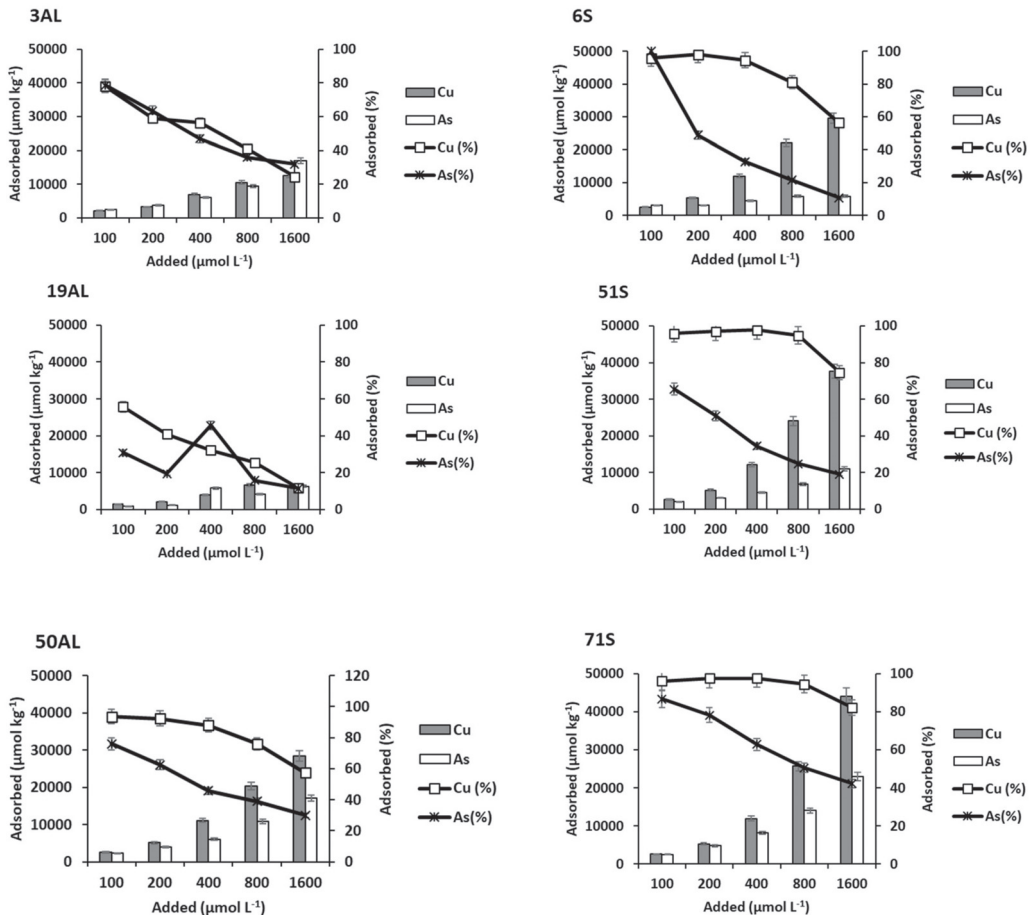 3AL
Adsorbed (µmol kg⁻¹)
50000
40000
30000
20000
10000
0
100
80
60
40
20
0
Adsorbed (%)
100 200 400 800 1600
Added (µmol L⁻¹)
Cu
As
Cu (%)
As(%)
6S
Adsorbed (µmol kg⁻¹)
50000
40000
30000
20000
10000
0
100
80
60
40
20
0
Adsorbed (%)
100 200 400 800 1600
Added (µmol L⁻¹)
Cu
As
Cu (%)
As(%)
19AL
Adsorbed (µmol kg⁻¹)
50000
40000
30000
20000
10000
0
100
80
60
40
20
0
Adsorbed (%)
100 200 400 800 1600
Added (µmol L⁻¹)
Cu
As
Cu (%)
As(%)
51S
Adsorbed (µmol kg⁻¹)
50000
40000
30000
20000
10000
0
100
80
60
40
20
0
Adsorbed (%)
100 200 400 800 1600
Added (µmol L⁻¹)
Cu
As
Cu (%)
As(%)
50AL
Adsorbed (µmol kg⁻¹)
50000
40000
30000
20000
10000
0
120
100
80
60
40
20
0
Adsorbed (%)
100 200 400 800 1600
Added (µmol L⁻¹)
Cu
As
Cu (%)
As(%)
71S
Adsorbed (µmol kg⁻¹)
50000
40000
30000
20000
10000
0
100
80
60
40
20
0
Adsorbed (%)
100 200 400 800 1600
Added (µmol L⁻¹)
Cu
As
Cu (%)
As(%)